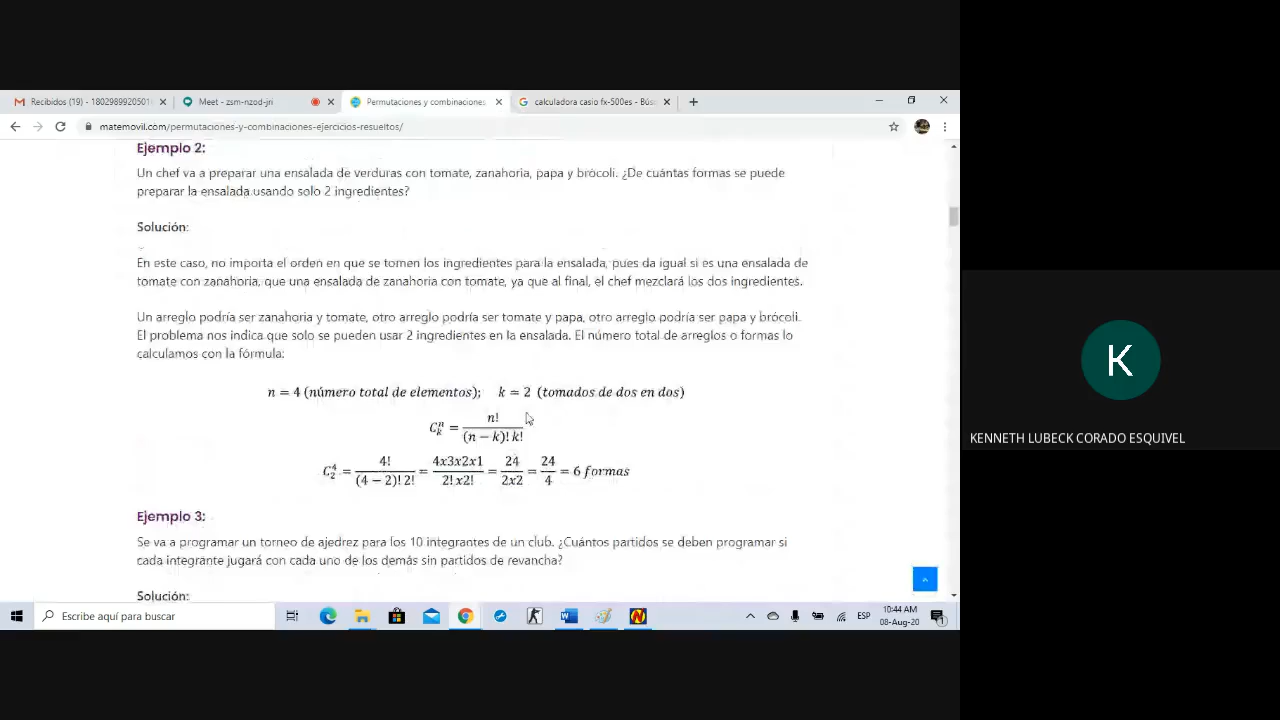 Recibidos (19) - 1802989920501
Meet - zsm-nzod-jri
Permutaciones y combinaciones
calculadora casio fx-500es - Bús
matemovil.com/permutaciones-y-combinaciones-ejercicios-resueltos/
Ejemplo 2:
Un chef va a preparar una ensalada de verduras con tomate, zanahoria, papa y brócoli. ¿De cuántas formas se puede
preparar la ensalada usando solo 2 ingredientes?
Solución:
En este caso, no importa el orden en que se tomen los ingredientes para la ensalada, pues da igual si es una ensalada de
tomate con zanahoria, que una ensalada de zanahoria con tomate, ya que al final, el chef mezclará los dos ingredientes.
Un arreglo podría ser zanahoria y tomate, otro arreglo podría ser tomate y papa, otro arreglo podría ser papa y brócoli.
El problema nos indica que solo se pueden usar 2 ingredientes en la ensalada. El número total de arreglos o formas lo
calculamos con la fórmula:
n = 4 (número total de elementos); k = 2 (tomados de dos en dos)
C_k^n = n! / (n − k)! k!
C_2^4 = 4! / (4 − 2)! 2! = 4x3x2x1 / 2! x2! = 24 / 2x2 = 24 / 4 = 6 formas
Ejemplo 3:
Se va a programar un torneo de ajedrez para los 10 integrantes de un club. ¿Cuántos partidos se deben programar si
cada integrante jugará con cada uno de los demás sin partidos de revancha?
Solución:
Escribe aquí para buscar
ESP
10:44 AM
08-Aug-20
K
KENNETH LUBECK CORADO ESQUIVEL